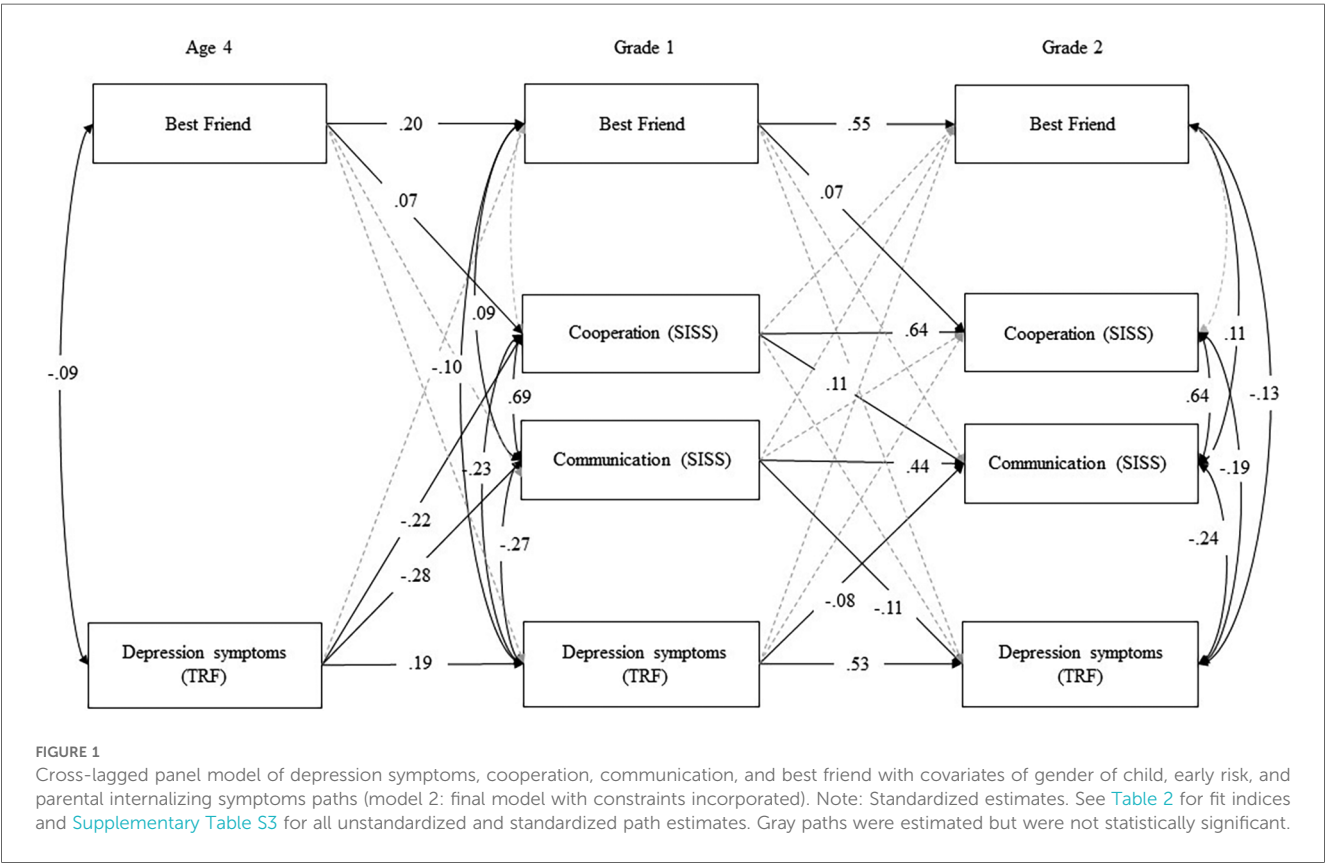 Age 4
Grade 1
Grade 2
Best Friend
Best Friend
Best Friend
.20
.55
.07
.07
.09
Cooperation (SISS)
.64
Cooperation (SISS)
.11
-.09
-.10
.11
.69
.64
-.13
Communication (SISS)
.44
Communication (SISS)
-.23
-.19
-.22
-.27
-.24
-.28
-.08
-.11
Depression symptoms
(TRF)
.19
Depression symptoms
(TRF)
.53
Depression symptoms
(TRF)
FIGURE 1
Cross-lagged panel model of depression symptoms, cooperation, communication, and best friend with covariates of gender of child, early risk, and
parental internalizing symptoms paths (model 2: final model with constraints incorporated). Note: Standardized estimates. See Table 2 for fit indices
and Supplementary Table S3 for all unstandardized and standardized path estimates. Gray paths were estimated but were not statistically significant.